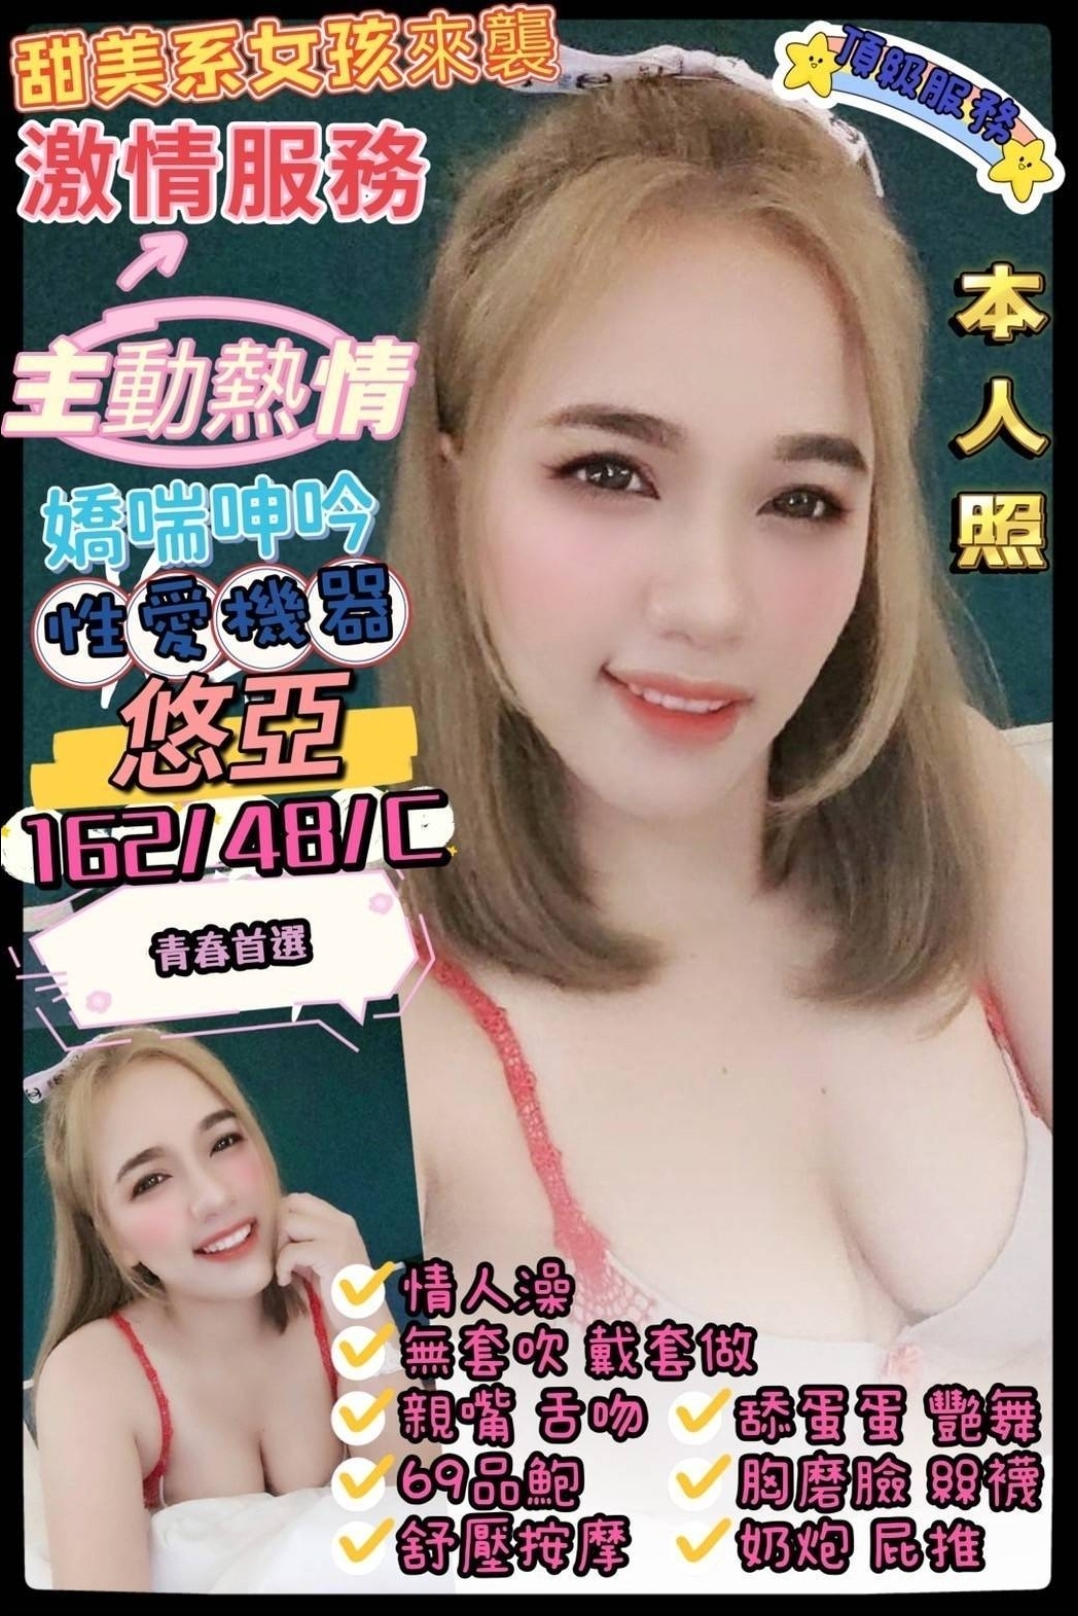 甜美系女孩來襲
頂級服務
激情服務
本人照
主動熱情
嬌喘呻吟
性愛機器
悠亞
162/48/C
青春首選
情人澡
無套吹 戴套做
親嘴 舌吻
舔蛋蛋 豔舞
69品鮑
胸磨臉 絲襪
舒壓按摩
奶炮 屁推